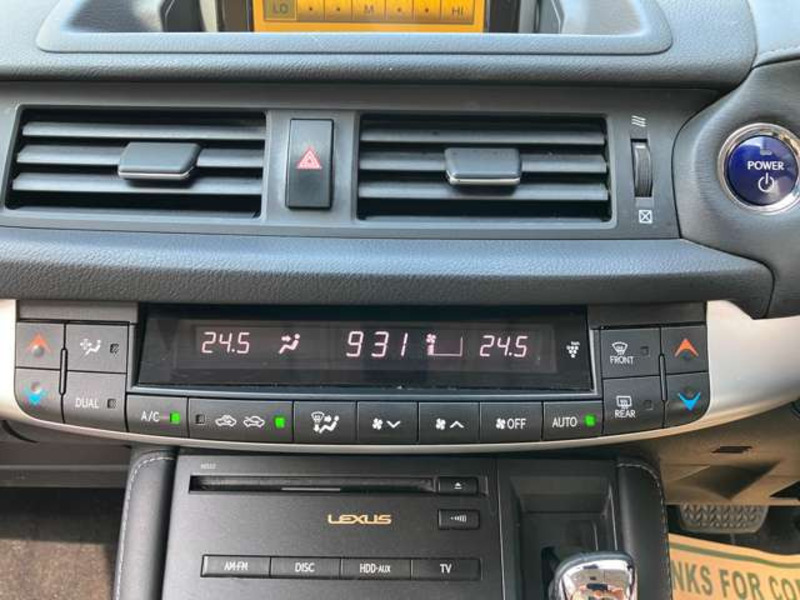 LO M HI
POWER
24.5 931 24.5
FRONT
DUAL
REAR
A/C OFF AUTO
LEXUS
AM·FM DISC HDD·AUX TV
NKS FOR CO